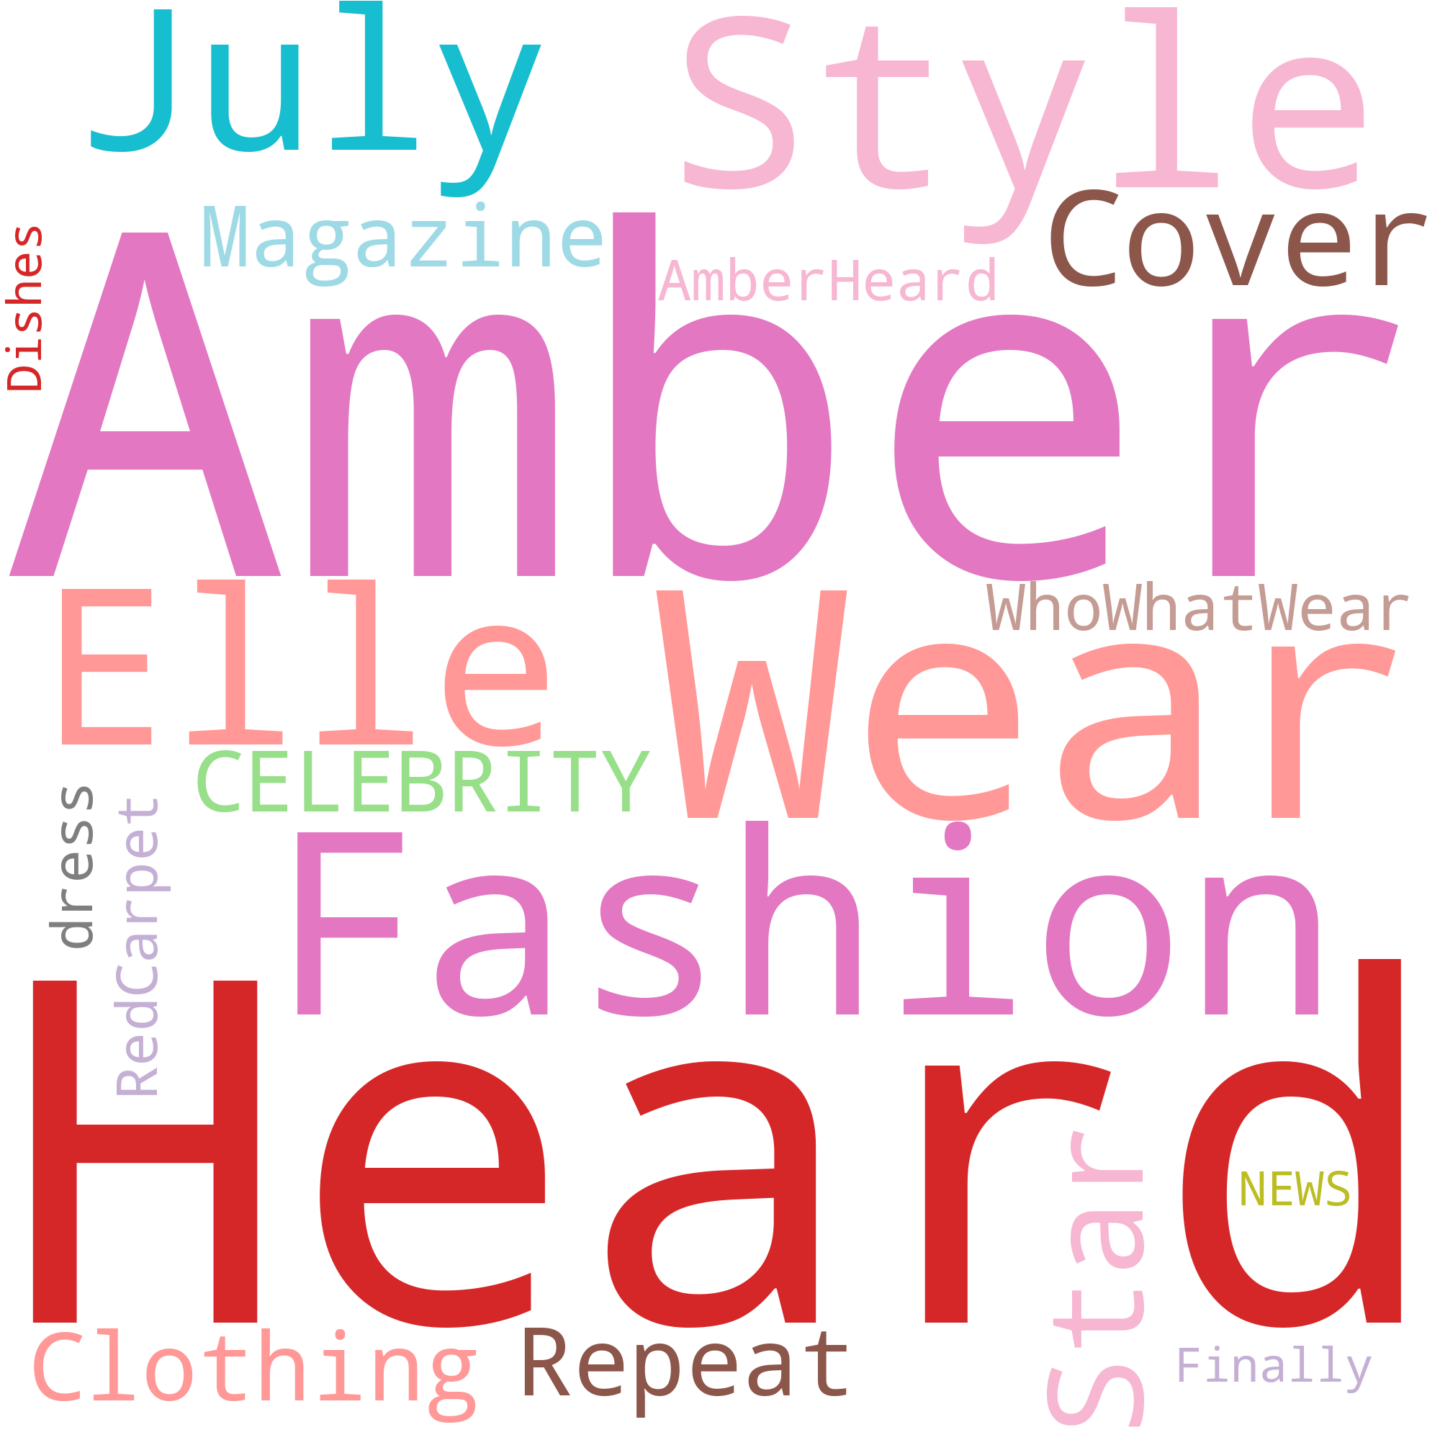 July
Style
Magazine
Cover
Dishes
AmberHeard
Amber
Elle
Wear
WhoWhatWear
CELEBRITY
dress
RedCarpet
Fashion
Heard
Star
NEWS
Clothing
Repeat
Finally